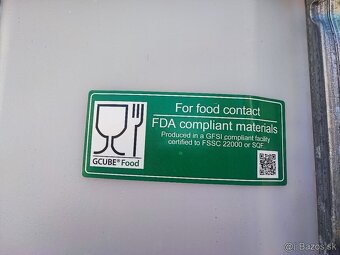 For food contact
FDA compliant materials
Produced in a GFSI compliant facility
certified to FSSC 22000 or SQF
GCUBE® Food
© Bazos.sk